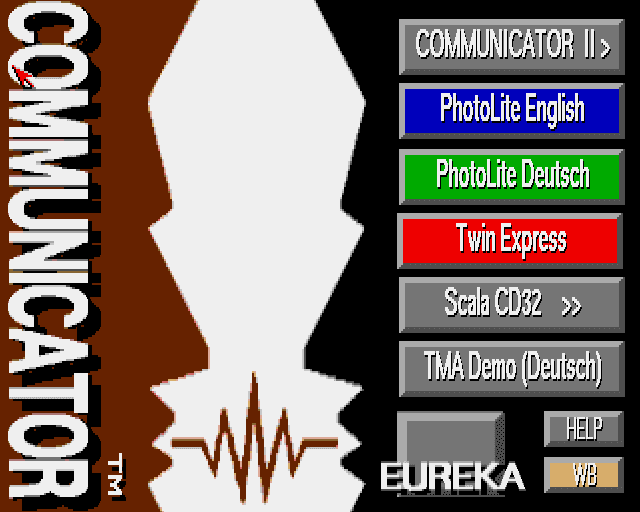 COMMUNICATOR
TM
COMMUNICATOR II >
PhotoLite English
PhotoLite Deutsch
Twin Express
Scala CD32 >>
TMA Demo (Deutsch)
HELP
EUREKA
WB